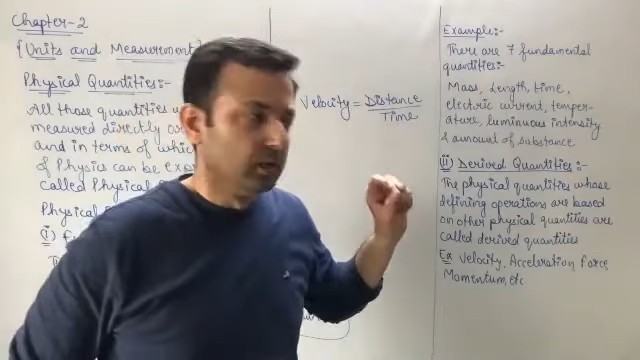 Chapter-2
{Units and Measurement}
Physical Quantities:-
All those quantities
measured directly or
and in terms of which
of Physics can be
called Physical
Physical
(i)
Velocity = Distance
Time
Example:-
There are 7 fundamental
quantities:-
Mass, Length, time,
electric current, temper-
ature, luminuous intensity
& amount of substance
(ii) Derived Quantities:-
The physical quantities whose
defining operations are based
on other physical quantities are
called derived quantities
Ex Velocity, Acceleration, Force
Momentum, etc